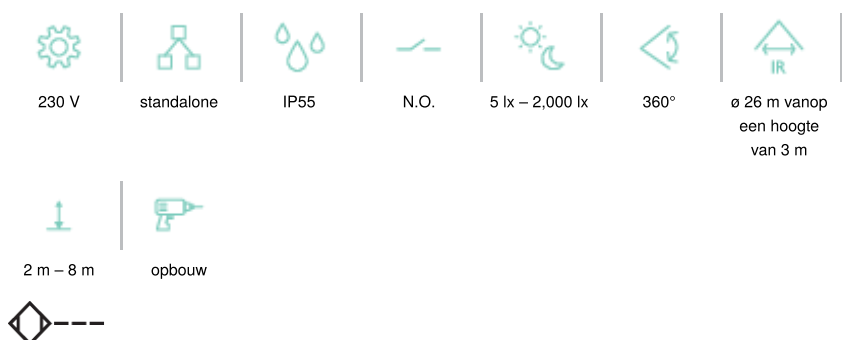 IR
230 V
standalone
IP55
N.O.
5 lx – 2,000 lx
360°
ø 26 m vanop
een hoogte
van 3 m
2 m – 8 m
opbouw